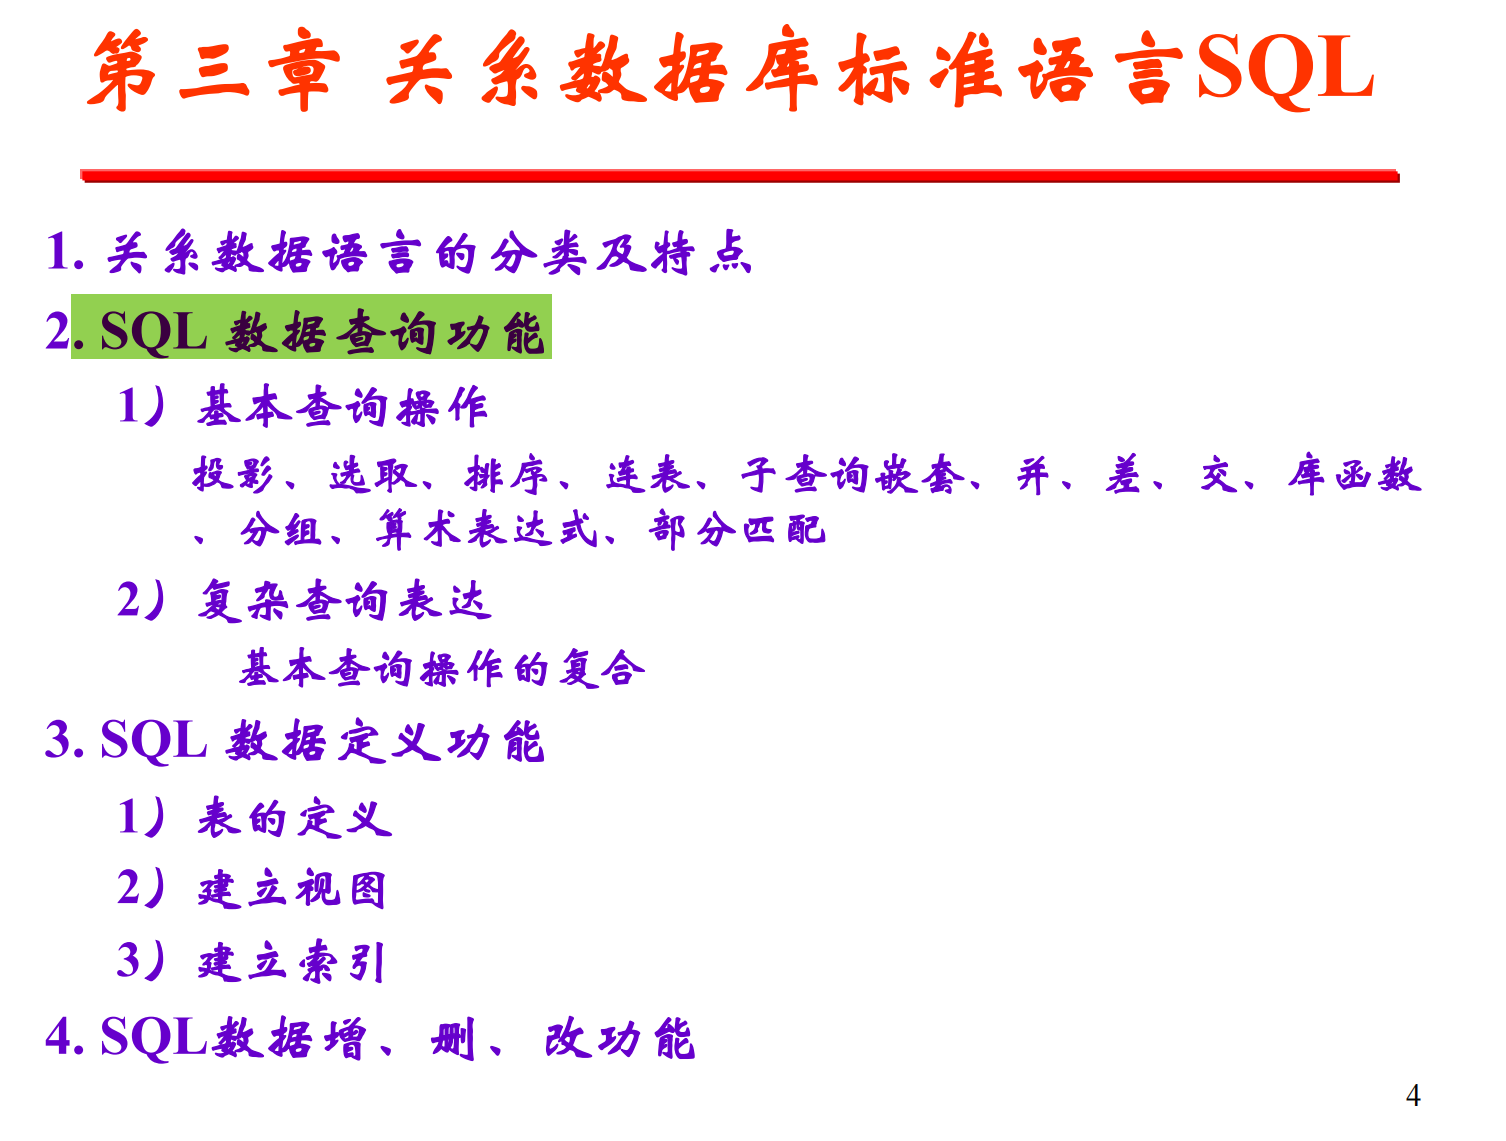 第三章 关系数据库标准语言SQL
1. 关系数据语言的分类及特点
2. SQL 数据查询功能
1）基本查询操作
投影、选取、排序、连表、子查询嵌套、并、差、交、库函数
、分组、算术表达式、部分匹配
2）复杂查询表达
基本查询操作的复合
3. SQL 数据定义功能
1）表的定义
2）建立视图
3）建立索引
4. SQL数据增、删、改功能
4